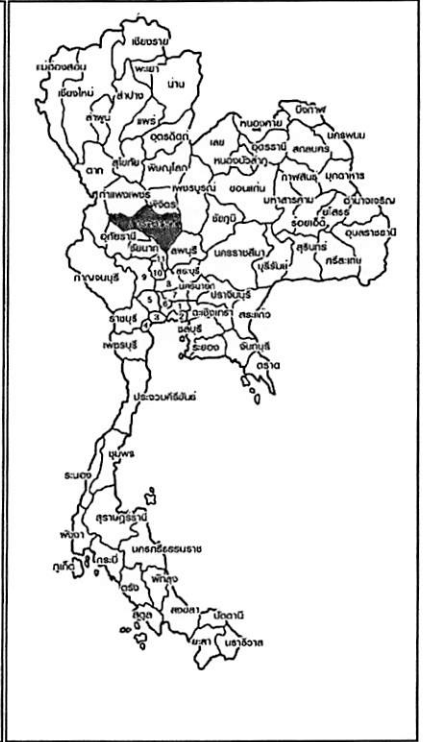 เชียงราย
แม่ฮ่องสอน
พะเยา
เชียงใหม่
ลำปาง
น่าน
ลำพูน
แพร่
อุตรดิตถ์
ตาก
สุโขทัย
พิษณุโลก
กำแพงเพชร
พิจิตร
เพชรบูรณ์
อุทัยธานี
ชัยนาท
ลพบุรี
บึงกาฬ
หนองคาย
เลย
อุดรธานี
นครพนม
สกลนคร
หนองบัวลำภู
กาฬสินธุ์
มุกดาหาร
ขอนแก่น
มหาสารคาม
อำนาจเจริญ
ยโสธร
ร้อยเอ็ด
อุบลราชธานี
ชัยภูมิ
นครราชสีมา
บุรีรัมย์
สุรินทร์
ศรีสะเกษ
กาญจนบุรี
11
10
9
สระบุรี
8
นครนายก
7
6
5
ปราจีนบุรี
1
2
3
4
ฉะเชิงเทรา
สระแก้ว
ราชบุรี
ชลบุรี
เพชรบุรี
ระยอง
จันทบุรี
ตราด
ประจวบคีรีขันธ์
ชุมพร
ระนอง
สุราษฎร์ธานี
พังงา
นครศรีธรรมราช
ภูเก็ต
กระบี่
ตรัง
พัทลุง
สงขลา
สตูล
ปัตตานี
ยะลา
นราธิวาส